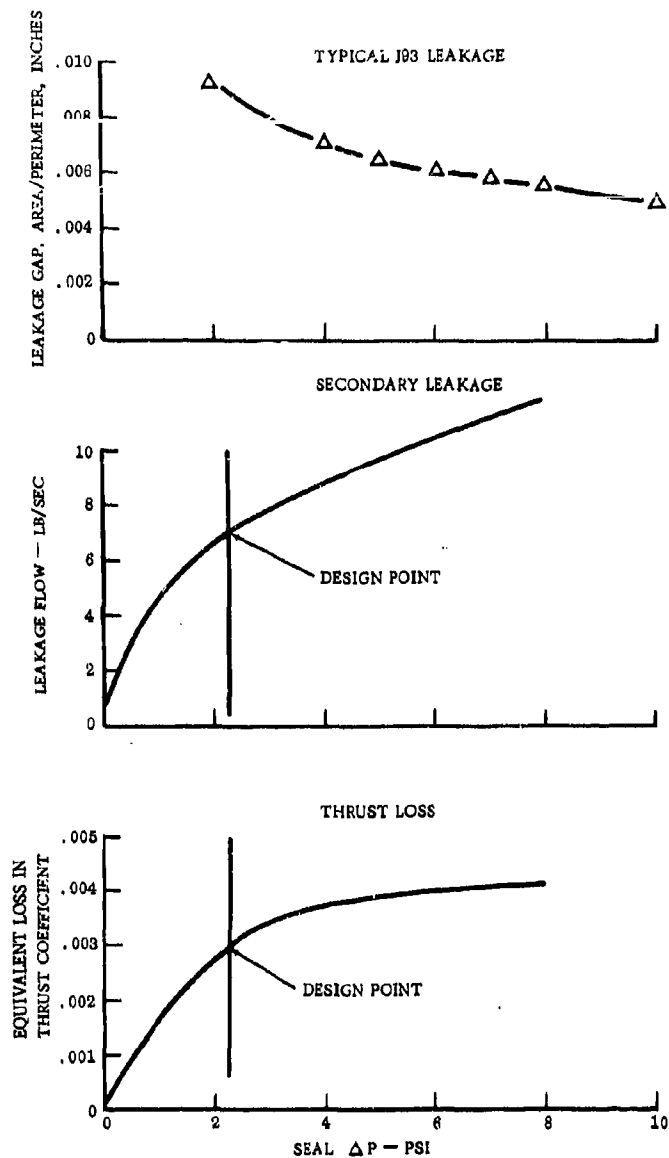 TYPICAL J93 LEAKAGE
LEAKAGE GAP, AREA/PERIMETER, INCHES
.010
.008
.006
.004
.002
0
SECONDARY LEAKAGE
LEAKAGE FLOW — LB/SEC
10
8
6
4
2
0
DESIGN POINT
THRUST LOSS
EQUIVALENT LOSS IN
THRUST COEFFICIENT
.005
.004
.003
.002
.001
0
DESIGN POINT
0 2 4 6 8 10
SEAL ΔP — PSI